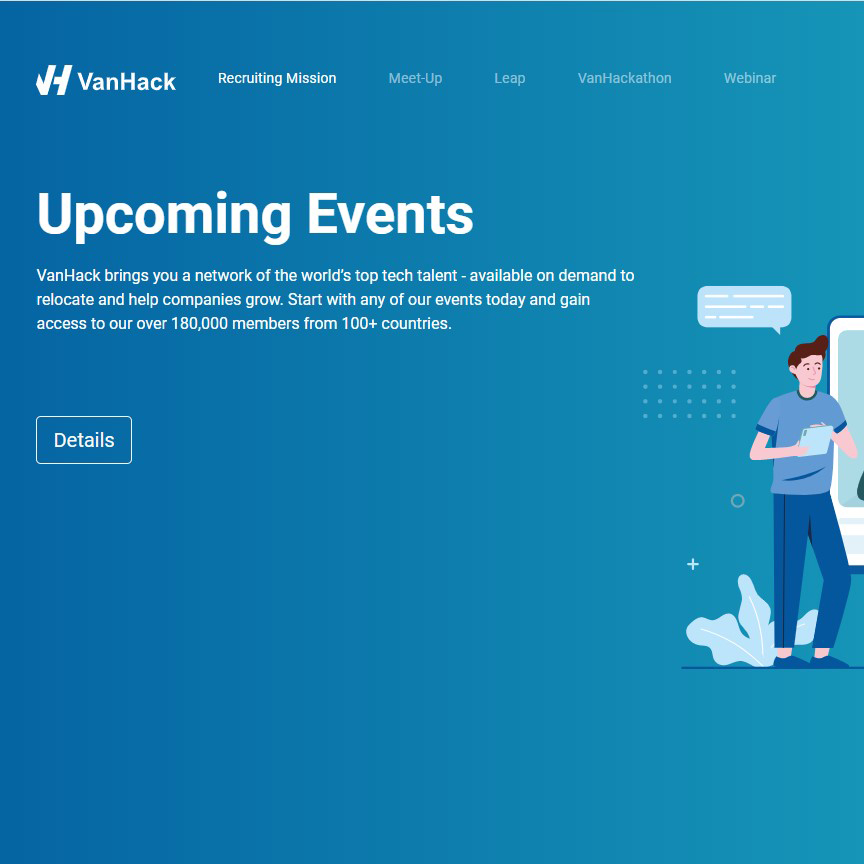 VanHack
Recruiting Mission
Meet-Up
Leap
VanHackathon
Webinar
Upcoming Events
VanHack brings you a network of the world's top tech talent - available on demand to
relocate and help companies grow. Start with any of our events today and gain
access to our over 180,000 members from 100+ countries.
Details